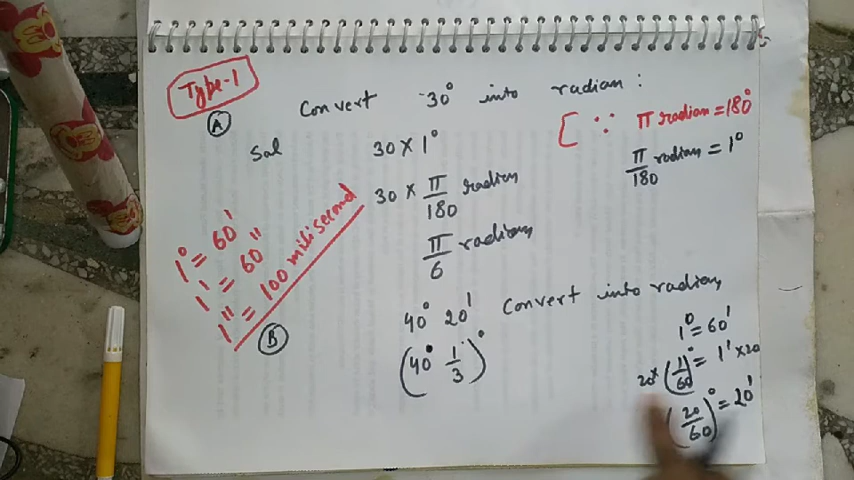 Type-1
(A) Convert -30° into radian :
[ ∵ π radian = 180°
π/180 radian = 1°
Sol 30 × 1°
30 × π/180 radian
π/6 radian
1° = 60'
1' = 60"
1" = 100 milisecond
(B) 40° 20' Convert into radian
(40° 1/3)°
1° = 60'
20× (1/60)° = 1' ×20
(20/60)° = 20'